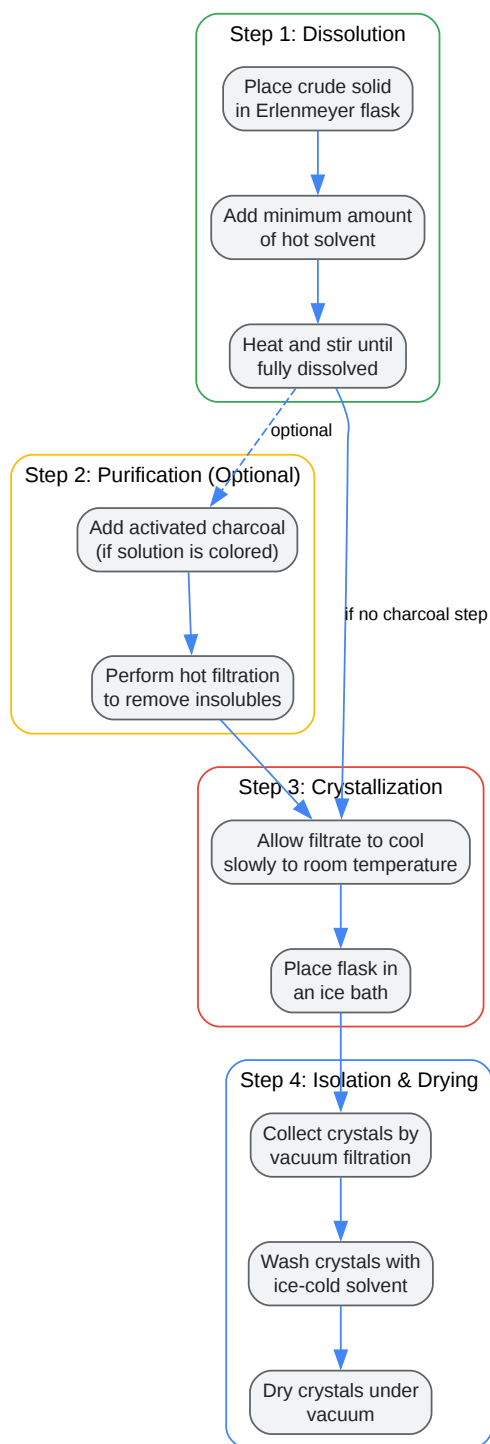 Step 1: Dissolution
Place crude solid
in Erlenmeyer flask
Add minimum amount
of hot solvent
Heat and stir until
fully dissolved
optional
Step 2: Purification (Optional)
Add activated charcoal
(if solution is colored)
if no charcoal step
Perform hot filtration
to remove insolubles
Step 3: Crystallization
Allow filtrate to cool
slowly to room temperature
Place flask in
an ice bath
Step 4: Isolation & Drying
Collect crystals by
vacuum filtration
Wash crystals with
ice-cold solvent
Dry crystals under
vacuum